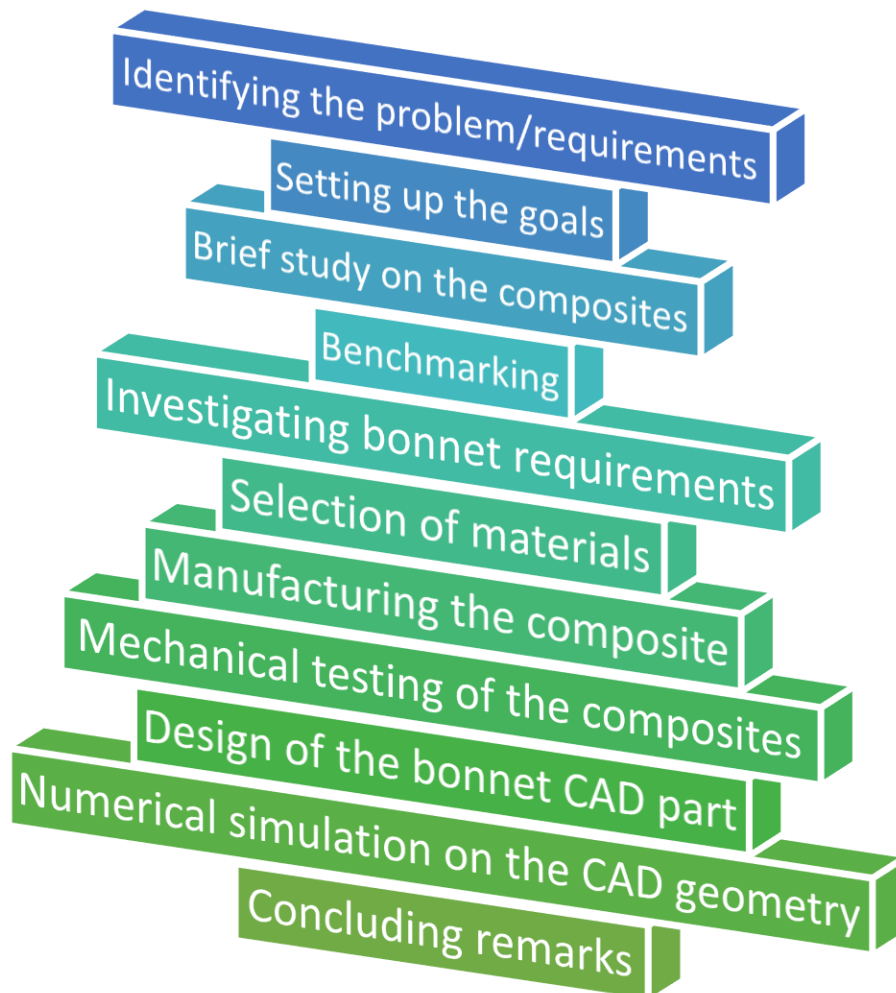 Identifying the problem/requirements
Setting up the goals
Brief study on the composites
Benchmarking
Investigating bonnet requirements
Selection of materials
Manufacturing the composite
Mechanical testing of the composites
Design of the bonnet CAD part
Numerical simulation on the CAD geometry
Concluding remarks